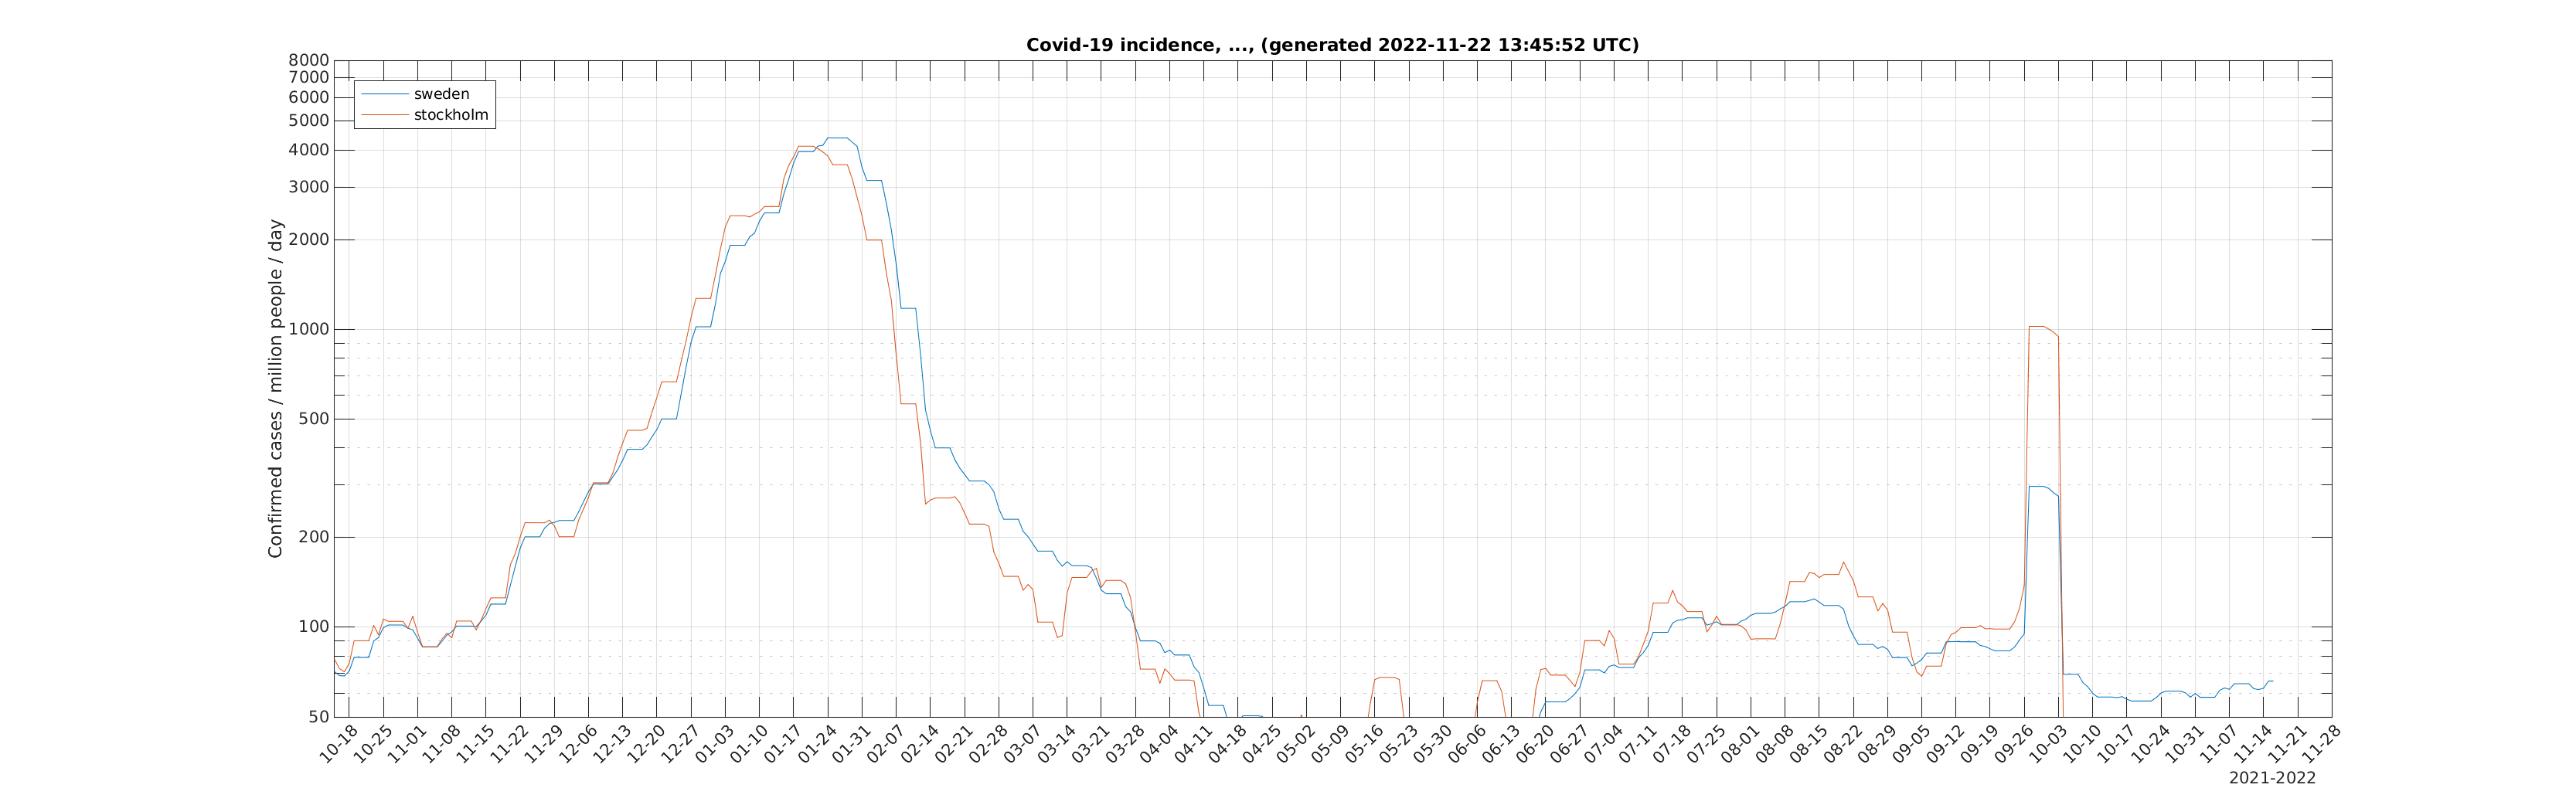 Covid-19 incidence, ..., (generated 2022-11-22 13:45:52 UTC)
sweden
stockholm
Confirmed cases / million people / day
8000
7000
6000
5000
4000
3000
2000
1000
500
200
100
50
10-18 10-25 11-01 11-08 11-15 11-22 11-29 12-06 12-13 12-20 12-27 01-03 01-10 01-17 01-24 01-31 02-07 02-14 02-21 02-28 03-07 03-14 03-21 03-28 04-04 04-11 04-18 04-25 05-02 05-09 05-16 05-23 05-30 06-06 06-13 06-20 06-27 07-04 07-11 07-18 07-25 08-01 08-08 08-15 08-22 08-29 09-05 09-12 09-19 09-26 10-03 10-10 10-17 10-24 10-31 11-07 11-14 11-21 11-28
2021-2022